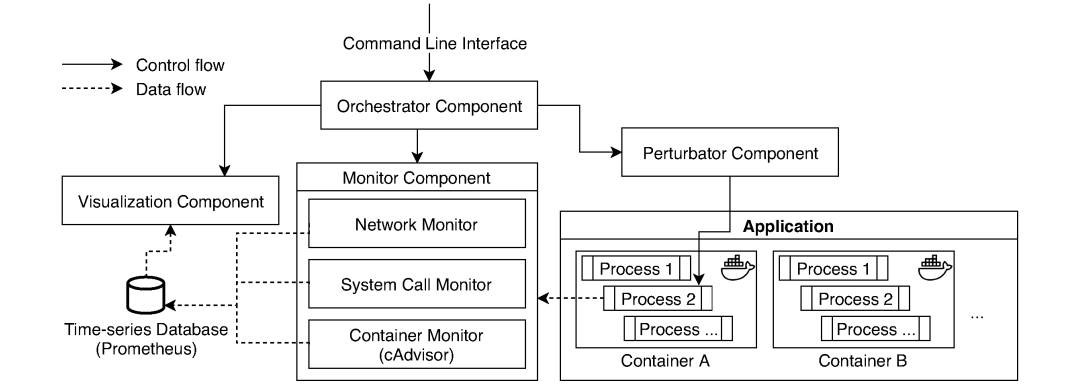 Command Line Interface
Control flow
Data flow
Orchestrator Component
Perturbator Component
Monitor Component
Visualization Component
Network Monitor
Application
System Call Monitor
Process 1
Process 1
Process 2
Process 2
Process ...
Process ...
...
Time-series Database
(Prometheus)
Container Monitor
(cAdvisor)
Container A
Container B